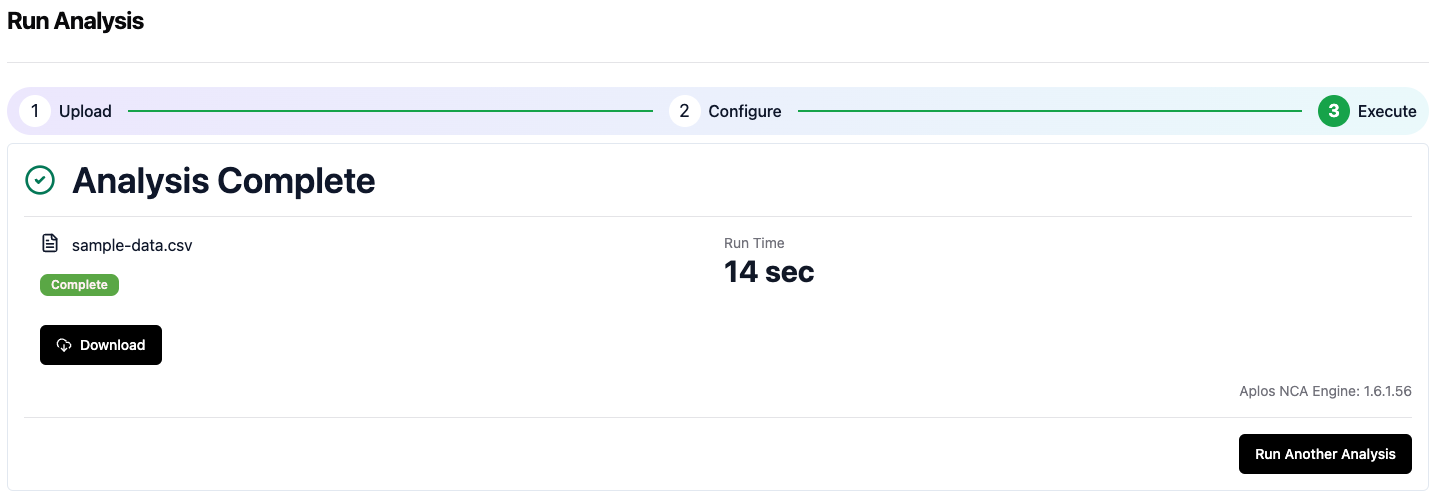 Run Analysis
1 Upload 2 Configure 3 Execute
Analysis Complete
sample-data.csv
Complete
Run Time
14 sec
Download
Aplos NCA Engine: 1.6.1.56
Run Another Analysis